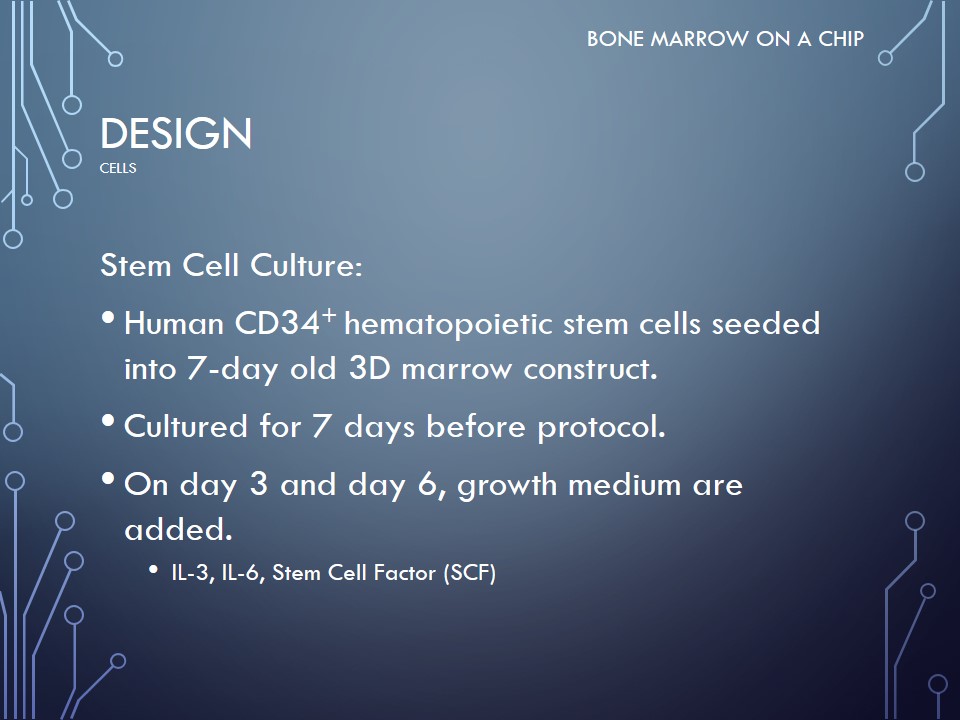 BONE MARROW ON A CHIP
DESIGN
CELLS
Stem Cell Culture:
• Human CD34⁺ hematopoietic stem cells seeded
into 7-day old 3D marrow construct.
• Cultured for 7 days before protocol.
• On day 3 and day 6, growth medium are
added.
• IL-3, IL-6, Stem Cell Factor (SCF)